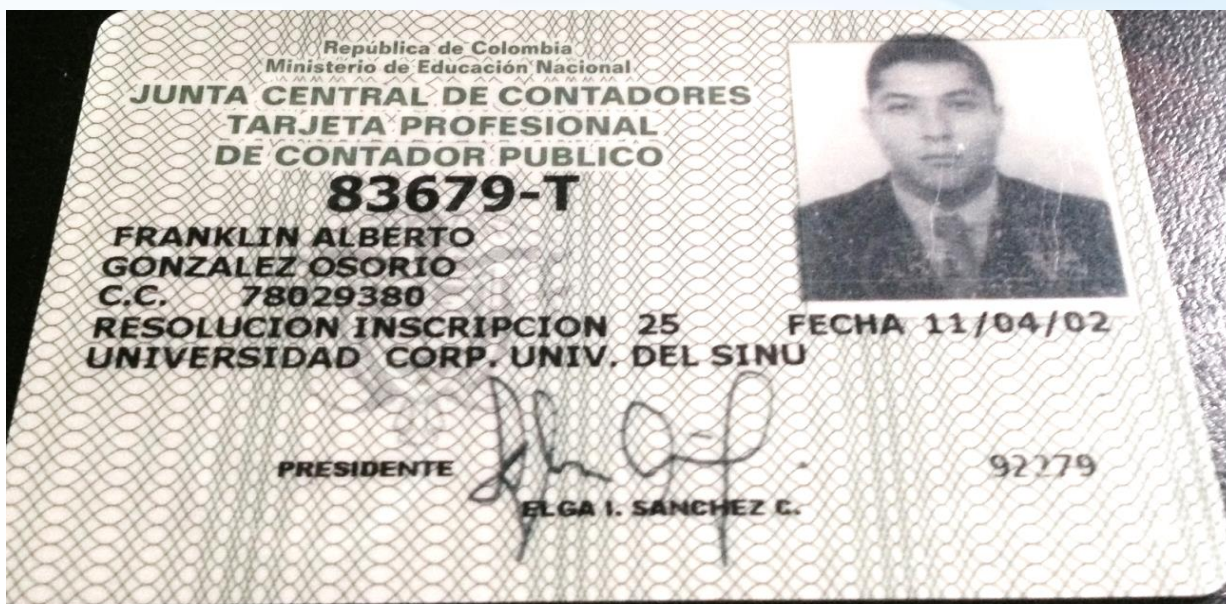 República de Colombia
Ministerio de Educación Nacional
JUNTA CENTRAL DE CONTADORES
TARJETA PROFESIONAL
DE CONTADOR PUBLICO
83679-T
FRANKLIN ALBERTO
GONZALEZ OSORIO
C.C. 78029380
RESOLUCION INSCRIPCION 25 FECHA 11/04/02
UNIVERSIDAD CORP. UNIV. DEL SINU
PRESIDENTE
ELGA I. SANCHEZ C.